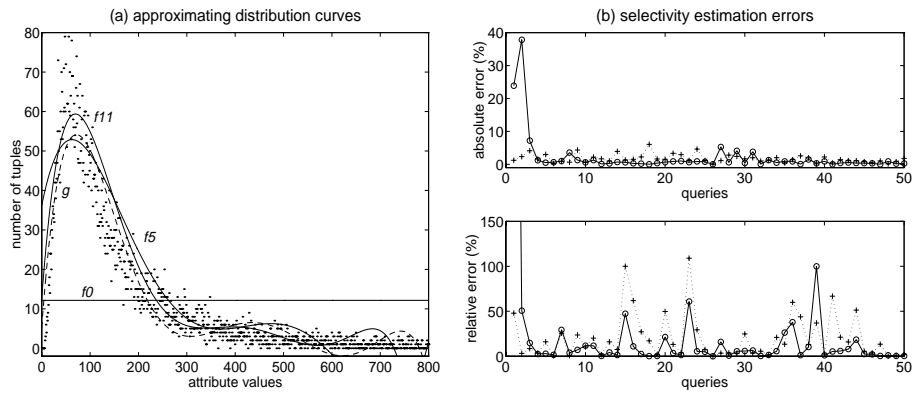 (a) approximating distribution curves
80
70
60
50
40
30
20
10
0
number of tuples
f11
g
f5
f0
0 100 200 300 400 500 600 700 800
attribute values
(b) selectivity estimation errors
40
30
20
10
0
absolute error (%)
0 10 20 30 40 50
queries
150
100
50
0
relative error (%)
0 10 20 30 40 50
queries